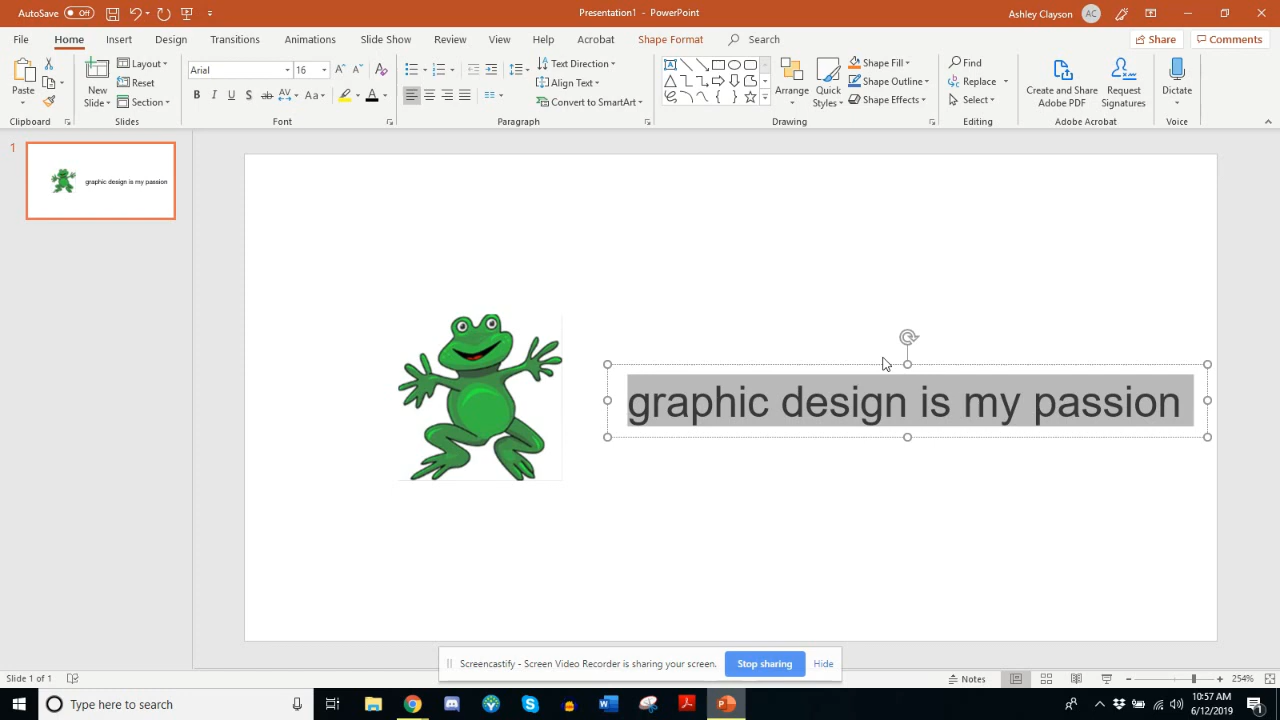 AutoSave Off
Presentation1 - PowerPoint
Ashley Clayson AC
File Home Insert Design Transitions Animations Slide Show Review View Help Acrobat Shape Format Search
Share Comments
Paste
Clipboard
New
Slide
Layout
Reset
Section
Slides
Arial 16
B I U S ab AV Aa A
Font
Text Direction
Align Text
Convert to SmartArt
Paragraph
Arrange
Quick
Styles
Shape Fill
Shape Outline
Shape Effects
Drawing
Find
Replace
Select
Editing
Create and Share
Adobe PDF
Request
Signatures
Adobe Acrobat
Dictate
Voice
1
graphic design is my passion
graphic design is my passion
Screencastify - Screen Video Recorder is sharing your screen. Stop sharing Hide
Slide 1 of 1
Notes
254%
Type here to search
10:57 AM
6/12/2019
1